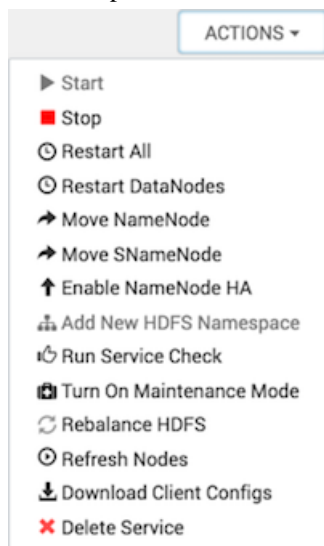 ACTIONS
Start
Stop
Restart All
Restart DataNodes
Move NameNode
Move SNameNode
Enable NameNode HA
Add New HDFS Namespace
Run Service Check
Turn On Maintenance Mode
Rebalance HDFS
Refresh Nodes
Download Client Configs
Delete Service